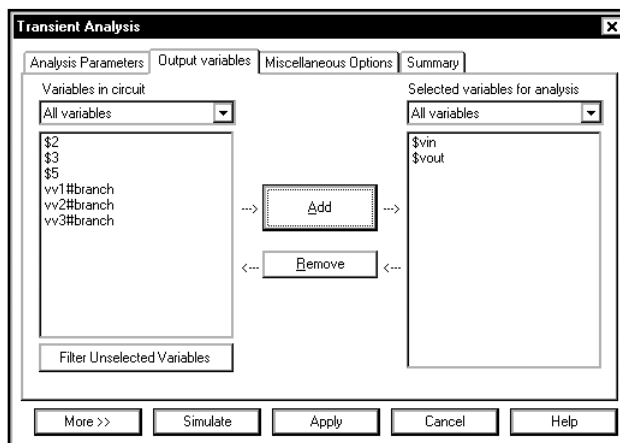 Transient Analysis
Analysis Parameters Output variables Miscellaneous Options Summary
Variables in circuit
All variables
$2
$3
$5
vv1#branch
vv2#branch
vv3#branch
Filter Unselected Variables
---> Add --->
<--- Remove <---
Selected variables for analysis
All variables
$vin
$vout
More >> Simulate Apply Cancel Help